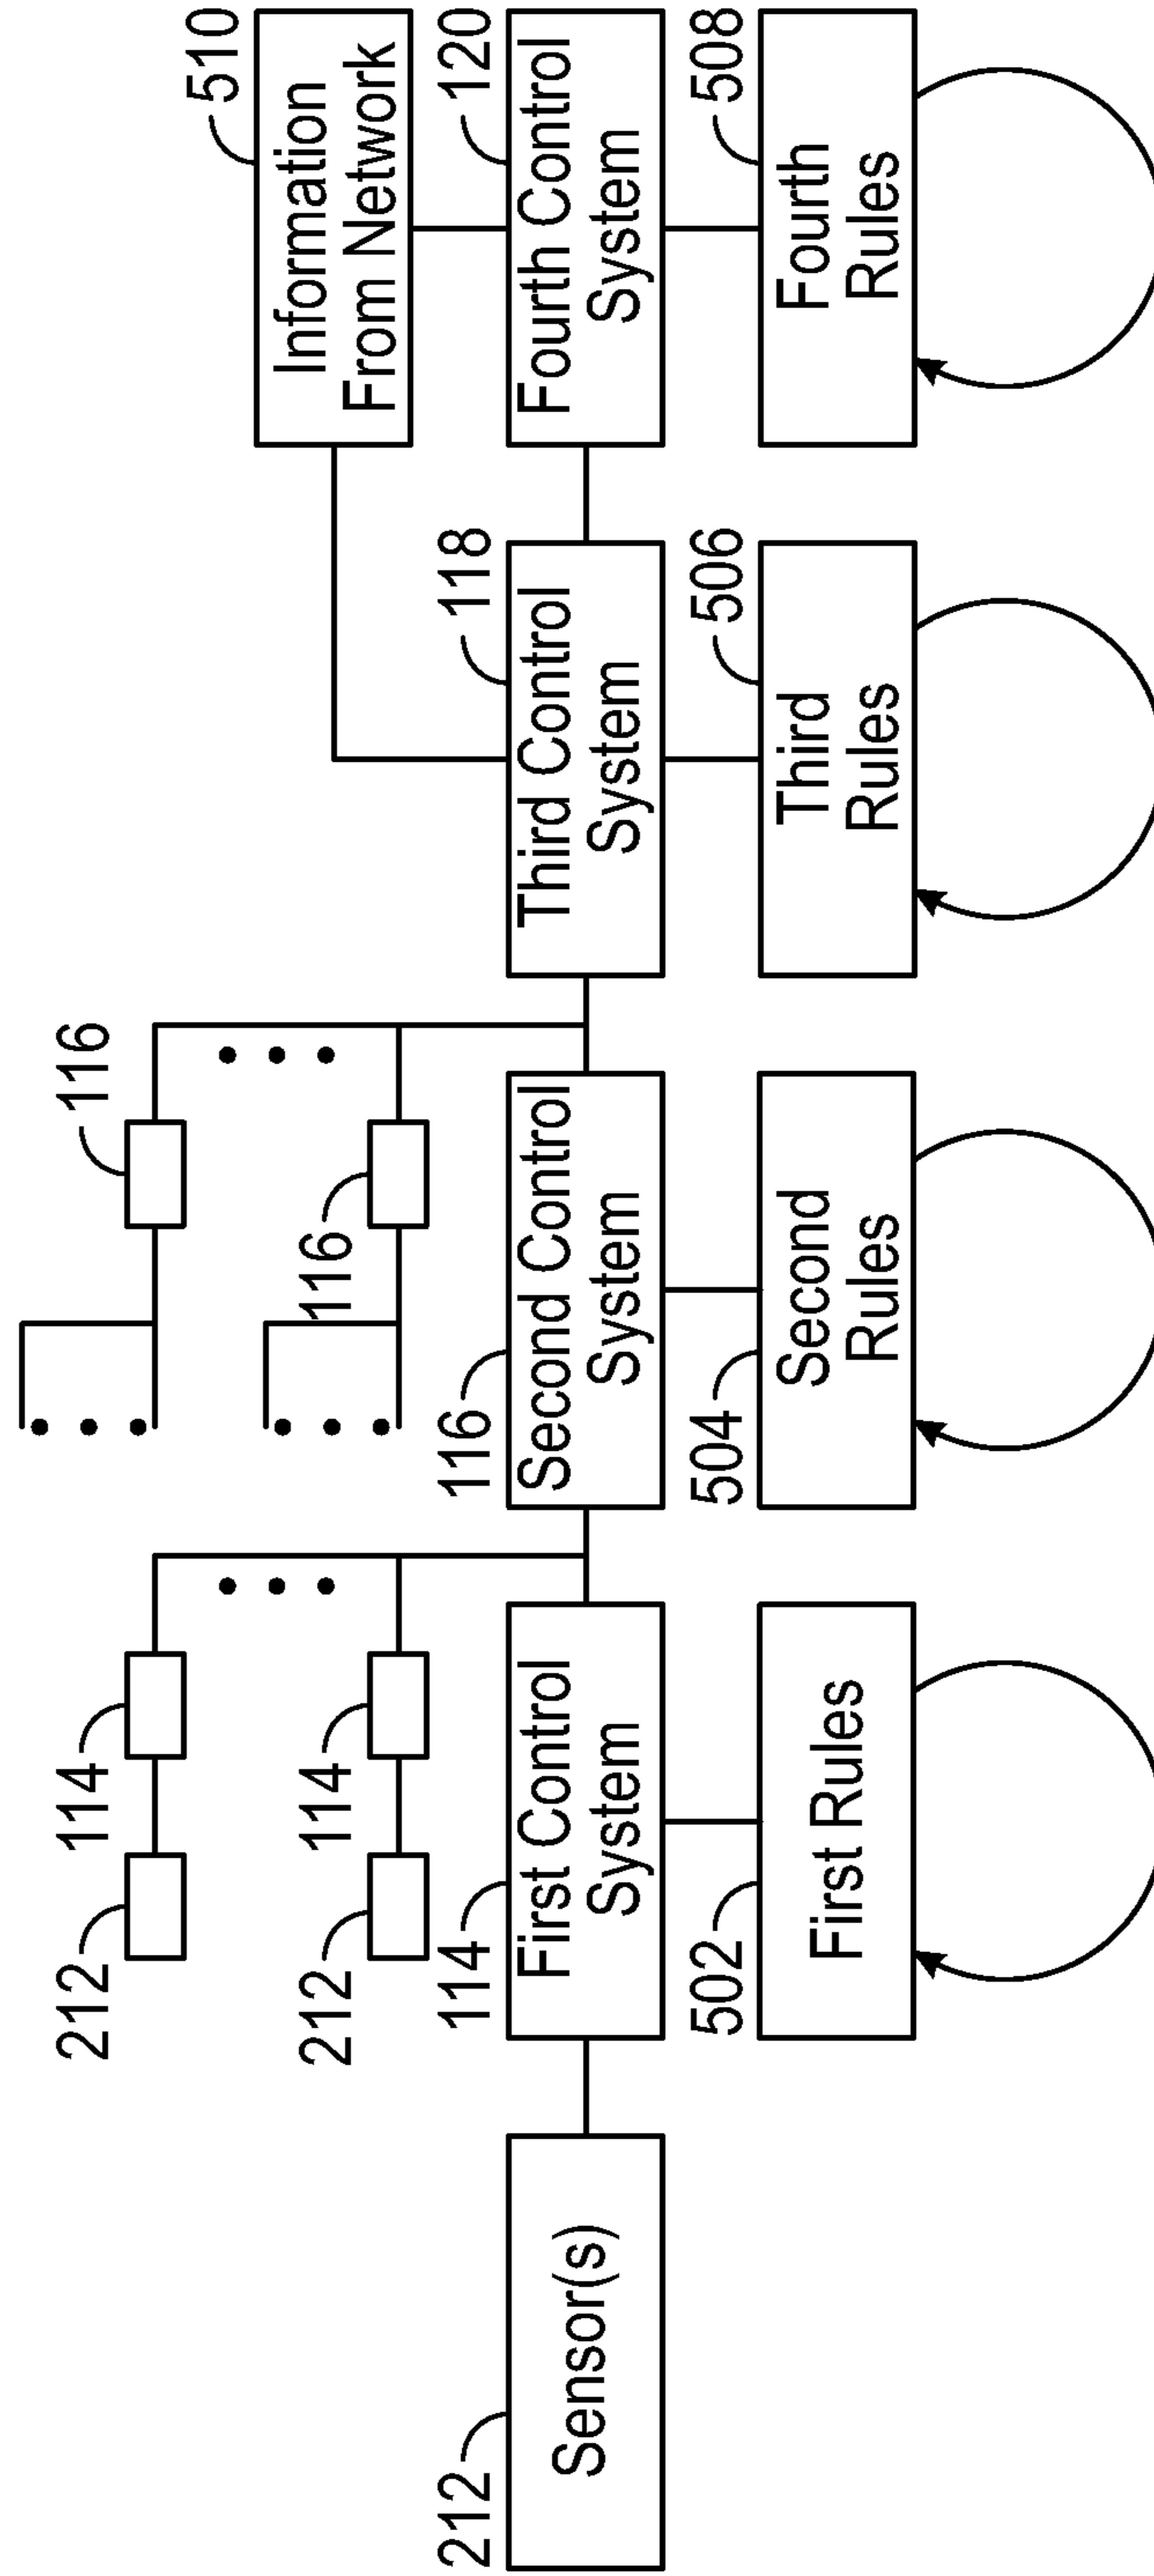 212
114
116
510
Information
From Network
212
114
116
212
114
116
118
120
Sensor(s)
First Control
System
Second Control
System
Third Control
System
Fourth Control
System
502
504
506
508
First Rules
Second
Rules
Third
Rules
Fourth
Rules